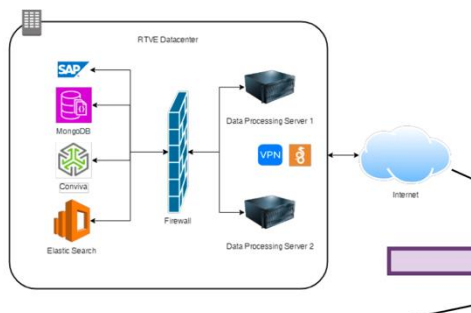 RTVE Datacenter
SAP
MongoDB
Conviva
Elastic Search
Firewall
Data Processing Server 1
VPN
Data Processing Server 2
Internet